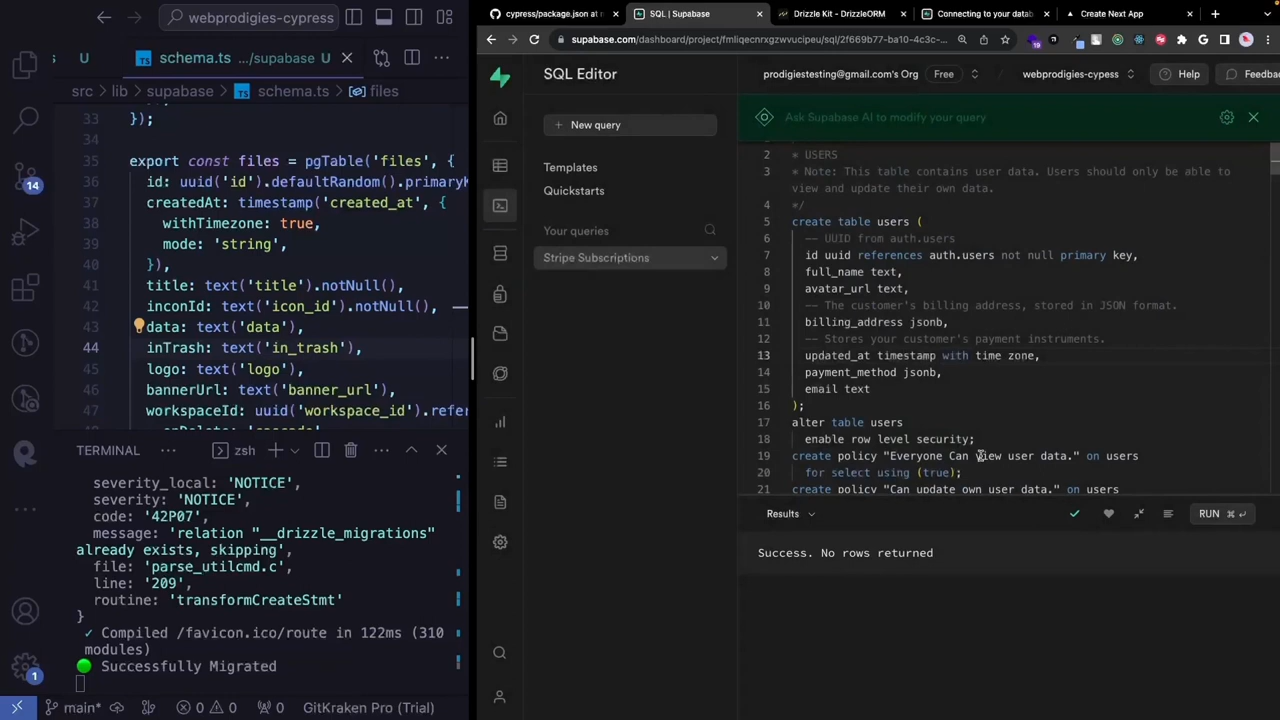 webprodigies-cypress
U
schema.ts .../supabase U
src > lib > supabase > schema.ts > files
33 });
34
35 export const files = pgTable('files', {
36 id: uuid('id').defaultRandom().primaryK
37 createdAt: timestamp('created_at', {
38 withTimezone: true,
39 mode: 'string',
40 }),
41 title: text('title').notNull(),
42 inconId: text('icon_id').notNull(),
43 data: text('data'),
44 inTrash: text('in_trash'),
45 logo: text('logo'),
46 bannerUrl: text('banner_url'),
47 workspaceId: uuid('workspace_id').refer
14
1
TERMINAL
zsh
severity_local: 'NOTICE',
severity: 'NOTICE',
code: '42P07',
message: 'relation "__drizzle_migrations"
already exists, skipping',
file: 'parse_utilcmd.c',
line: '209',
routine: 'transformCreateStmt'
}
✓ Compiled /favicon.ico/route in 122ms (310
modules)
Successfully Migrated
main* 0 0 0 GitKraken Pro (Trial)
cypress/package.json at m
SQL | Supabase
Drizzle Kit - DrizzleORM
Connecting to your datab
Create Next App
supabase.com/dashboard/project/fmliqecnrxgzwvucipeu/sql/2f669b77-ba10-4c3c-...
19
SQL Editor
prodigiestesting@gmail.com's Org Free
webprodigies-cypess
Help
Feedba
+ New query
Templates
Quickstarts
Your queries
Stripe Subscriptions
Ask Supabase AI to modify your query
2 * USERS
3 * Note: This table contains user data. Users should only be able to
view and update their own data.
4 */
5 create table users (
6 -- UUID from auth.users
7 id uuid references auth.users not null primary key,
8 full_name text,
9 avatar_url text,
10 -- The customer's billing address, stored in JSON format.
11 billing_address jsonb,
12 -- Stores your customer's payment instruments.
13 updated_at timestamp with time zone,
14 payment_method jsonb,
15 email text
16 );
17 alter table users
18 enable row level security;
19 create policy "Everyone Can view user data." on users
20 for select using (true);
21 create policy "Can update own user data." on users
Results
RUN ⌘ ↵
Success. No rows returned